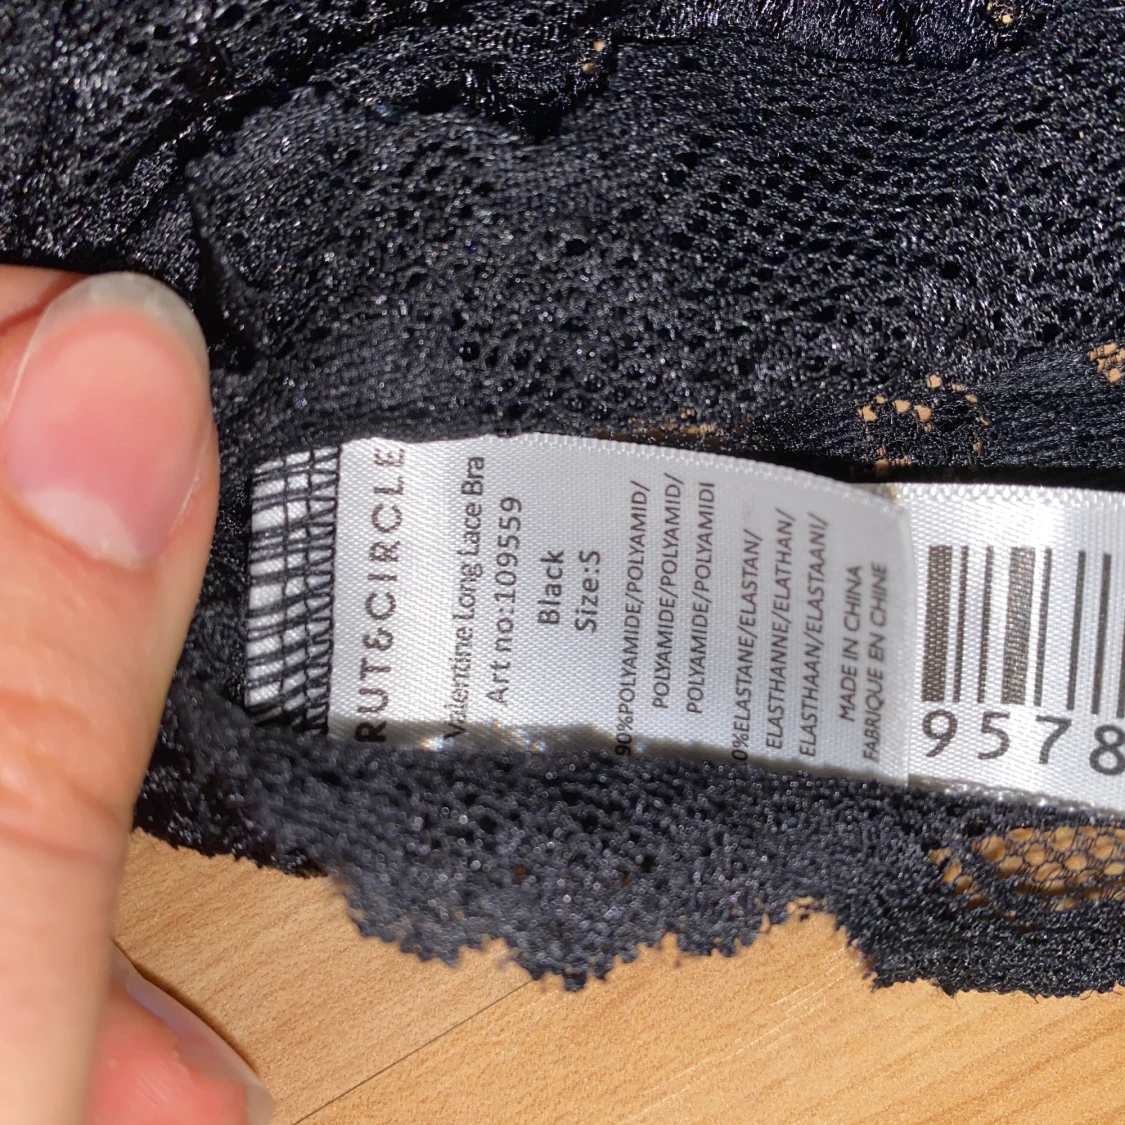 RUT&CIRCLE
Valentine Long Lace Bra
Art no:109559
Black
Size:S
90%POLYAMIDE/POLYAMID/
POLYAMIDE/POLYAMID/
POLYAMIDE/POLYAMIDI
0%ELASTANE/ELASTAN/
ELASTHANNE/ELATHAN/
ELASTHAAN/ELASTAANI/
MADE IN CHINA
FABRIQUE EN CHINE
9578